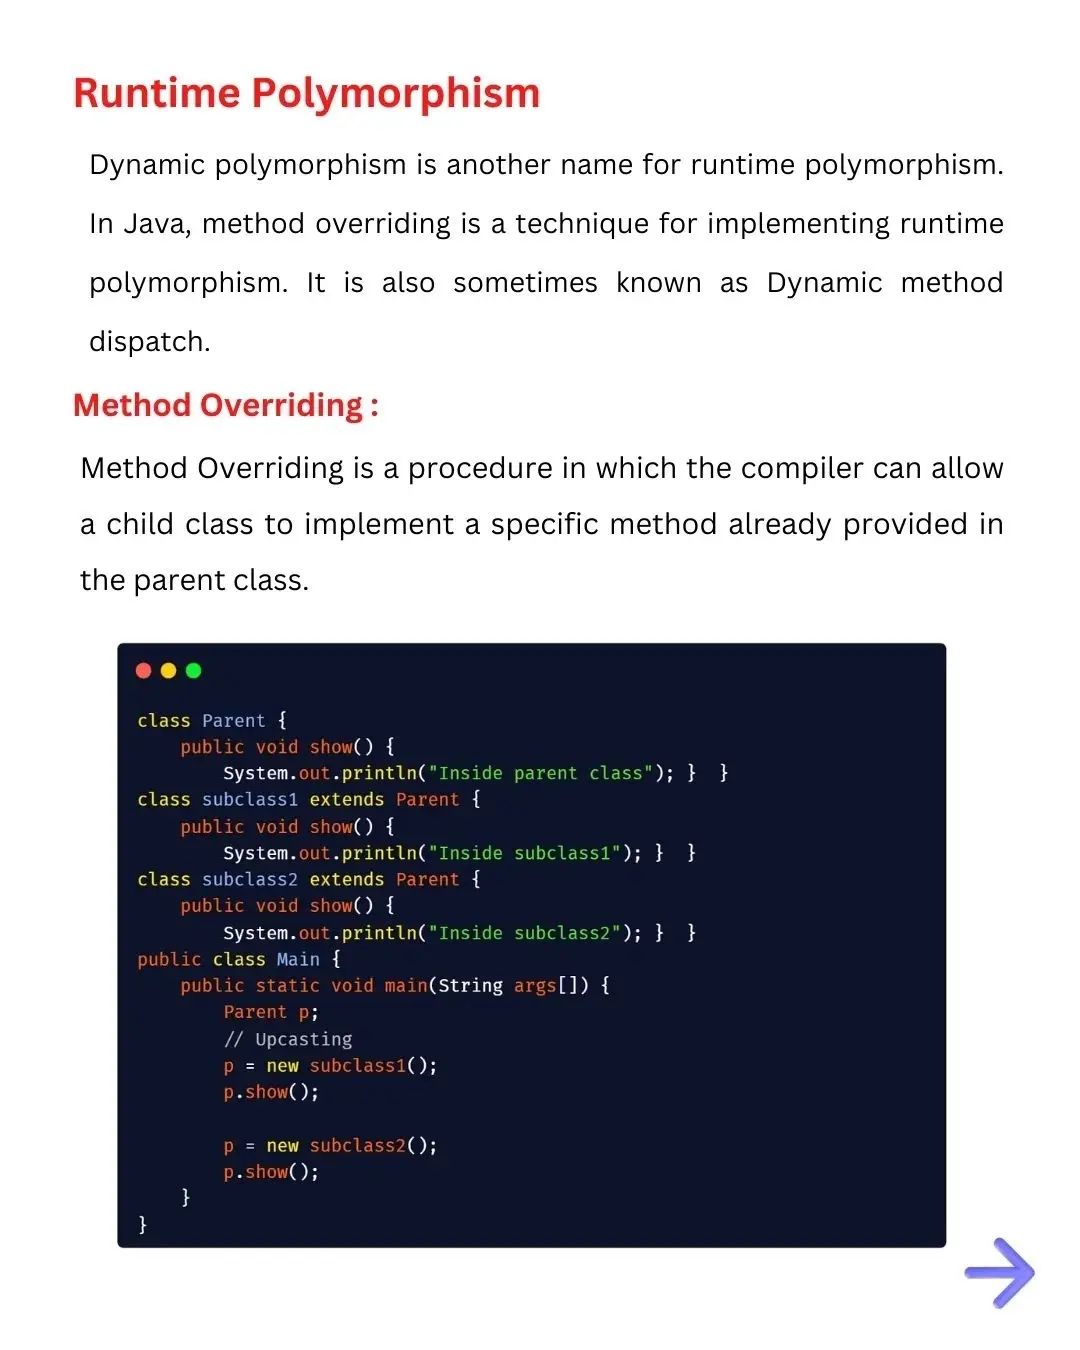 Runtime Polymorphism
Dynamic polymorphism is another name for runtime polymorphism.
In Java, method overriding is a technique for implementing runtime
polymorphism. It is also sometimes known as Dynamic method
dispatch.
Method Overriding :
Method Overriding is a procedure in which the compiler can allow
a child class to implement a specific method already provided in
the parent class.
class Parent {
    public void show() {
        System.out.println("Inside parent class"); }  }
class subclass1 extends Parent {
    public void show() {
        System.out.println("Inside subclass1"); }  }
class subclass2 extends Parent {
    public void show() {
        System.out.println("Inside subclass2"); }  }
public class Main {
    public static void main(String args[]) {
        Parent p;
        // Upcasting
        p = new subclass1();
        p.show();

        p = new subclass2();
        p.show();
    }
}